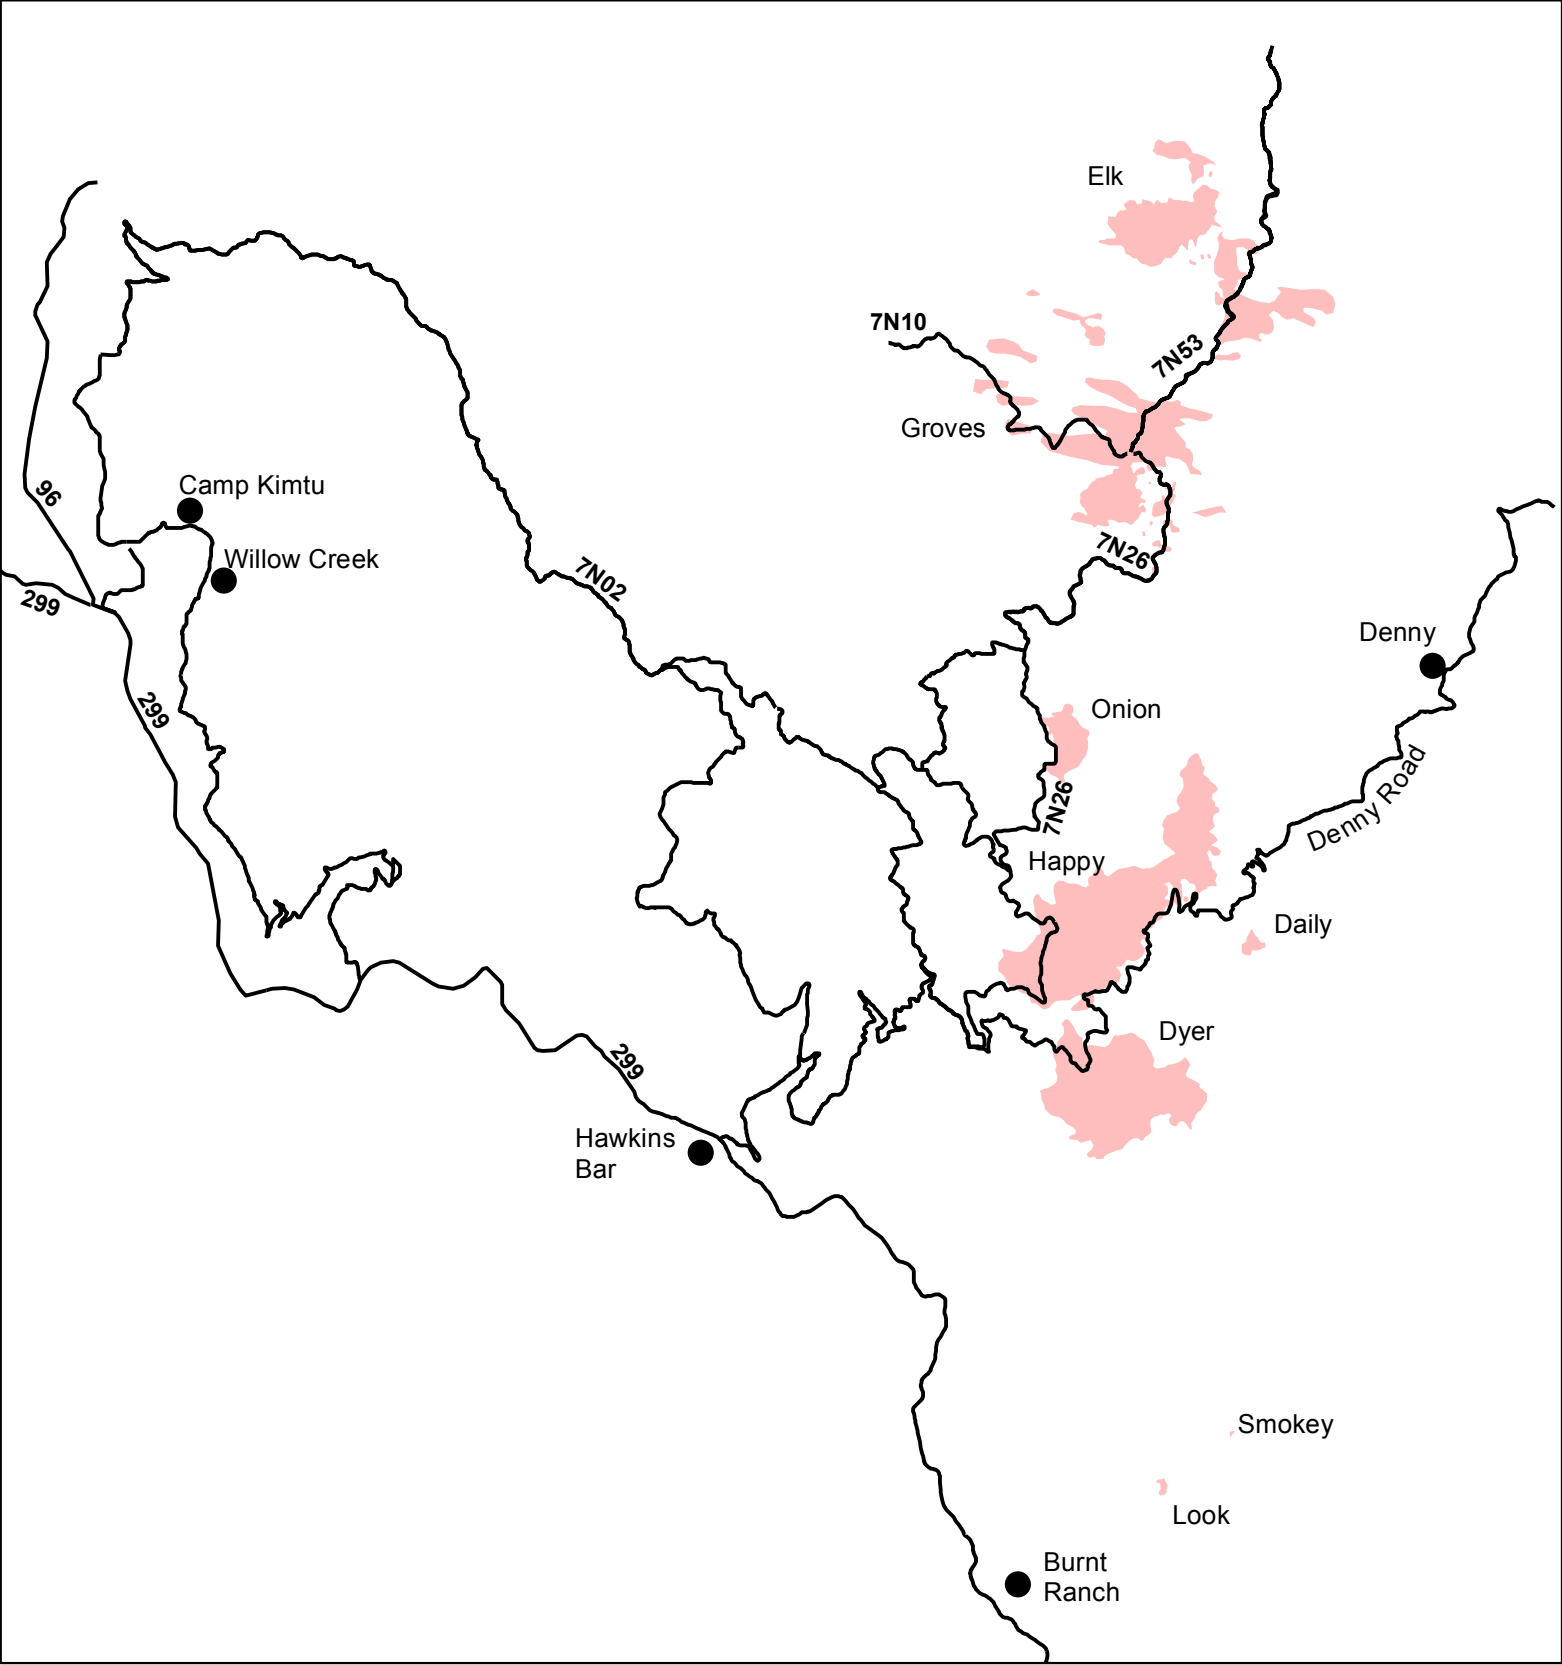 Elk
7N10
7N53
Groves
Camp Kimtu
96
Willow Creek
7N26
7N02
299
Denny
299
Onion
7N26
Denny Road
Happy
Daily
Dyer
299
Hawkins
Bar
Smokey
Look
Burnt
Ranch